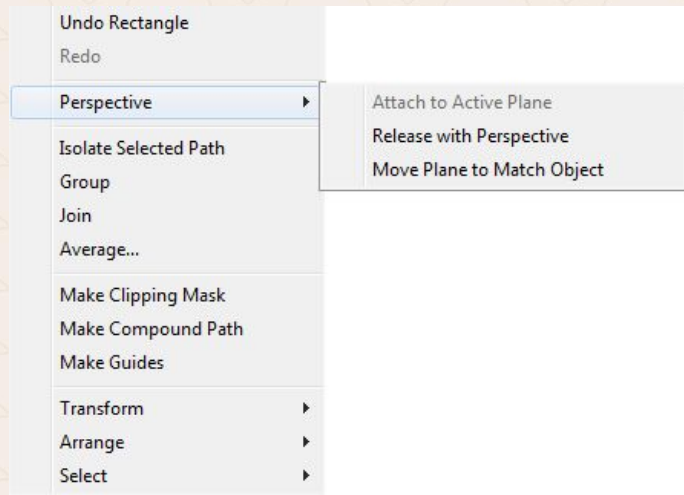 Undo Rectangle
Redo
Perspective
Attach to Active Plane
Release with Perspective
Move Plane to Match Object
Isolate Selected Path
Group
Join
Average...
Make Clipping Mask
Make Compound Path
Make Guides
Transform
Arrange
Select